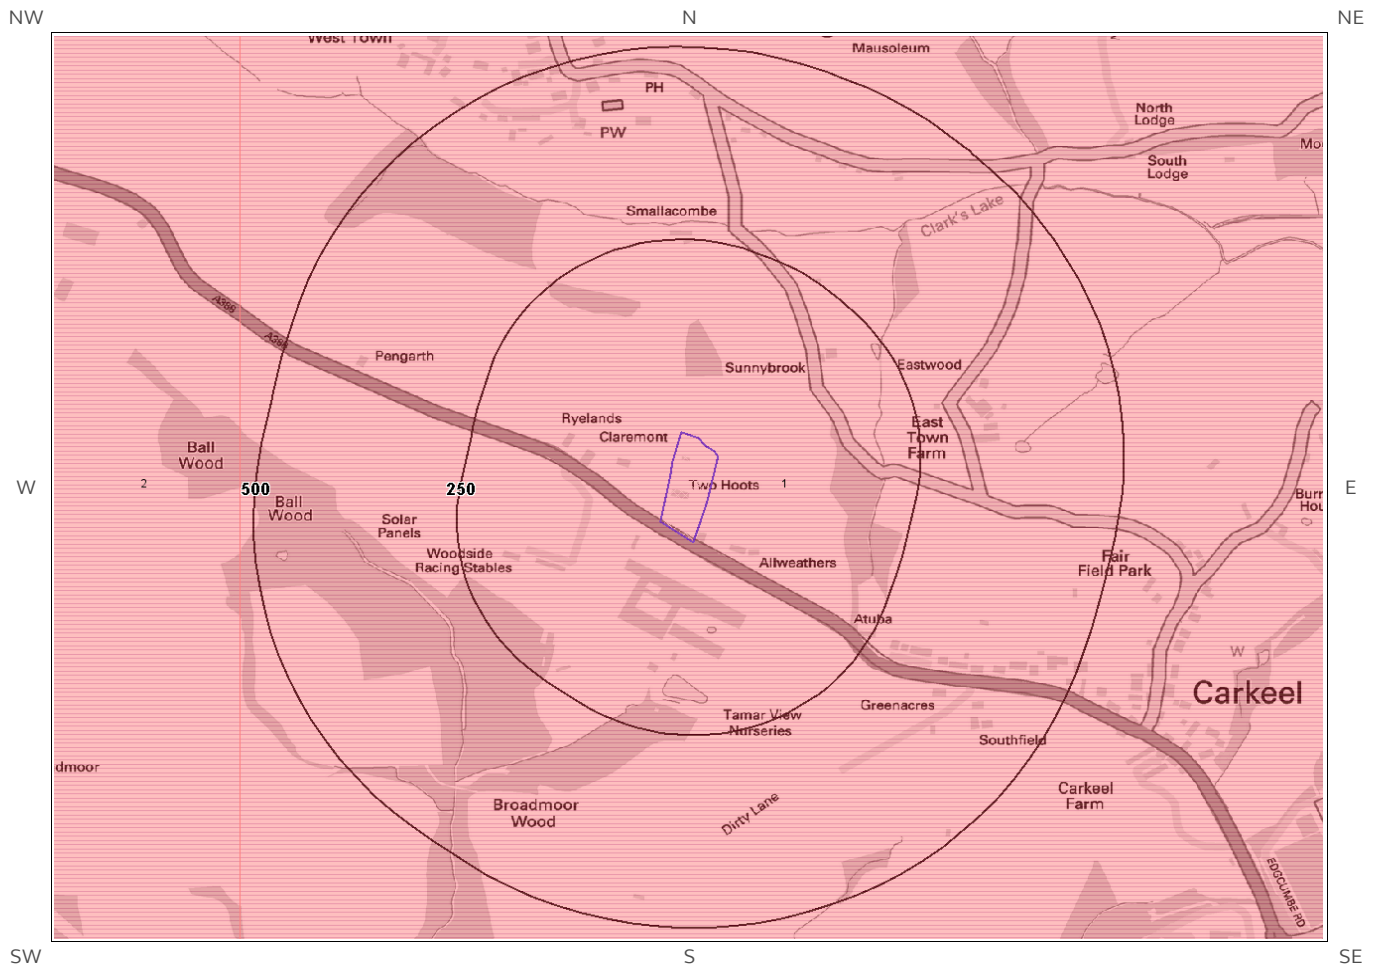 NW
N
NE
West Town
Mausoleum
PH
PW
North
Lodge
South
Lodge
Smallacombe
Clark's Lake
A388
A388
Pengarth
Sunnybrook
Eastwood
Ryelands
Claremont
East
Town
Farm
Ball
Wood
W
2
500
250
Two Hoots
1
E
Ball
Wood
Solar
Panels
Woodside
Racing Stables
Allweathers
Fair
Field Park
Atuba
W
Carkeel
Greenacres
Tamar View
Nurseries
Southfield
dmoor
Carkeel
Farm
Broadmoor
Wood
Dirty Lane
EDGCUMBE RD
SW
S
SE